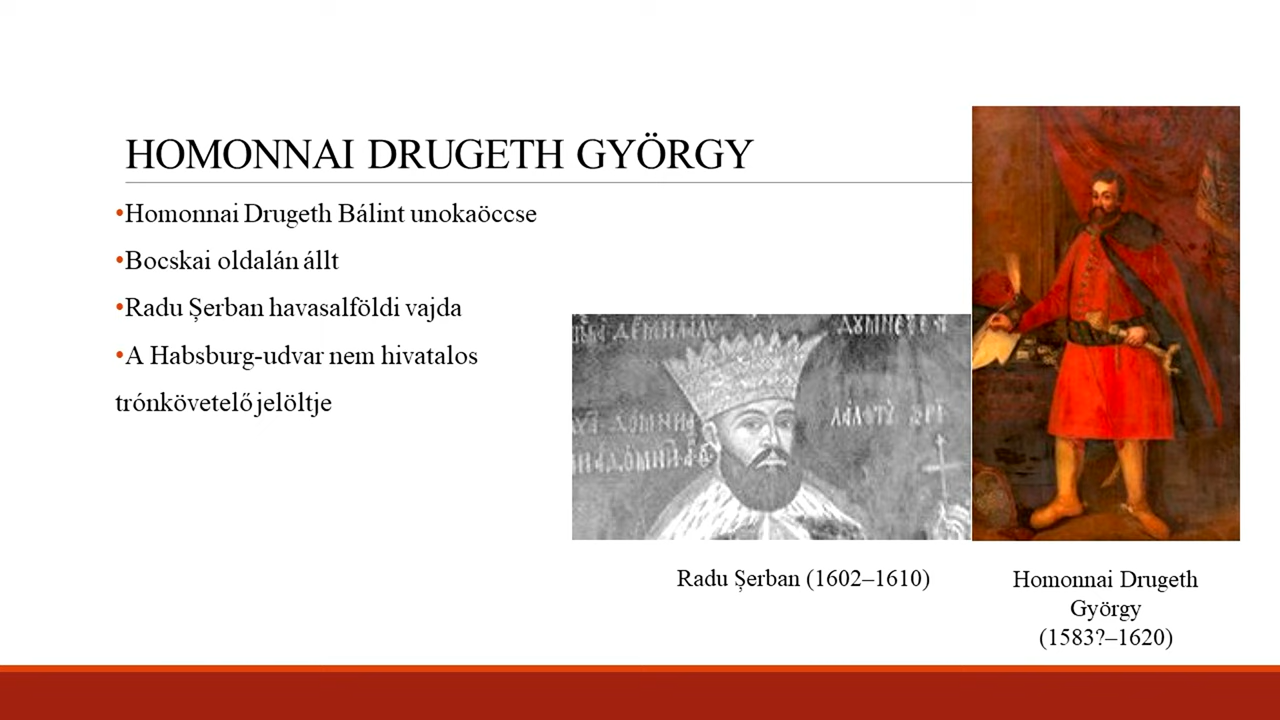 HOMONNAI DRUGETH GYÖRGY
•Homonnai Drugeth Bálint unokaöccse
•Bocskai oldalán állt
•Radu Șerban havasalföldi vajda
•A Habsburg-udvar nem hivatalos
trónkövetelő jelöltje
Radu Șerban (1602–1610)
Homonnai Drugeth
György
(1583?–1620)